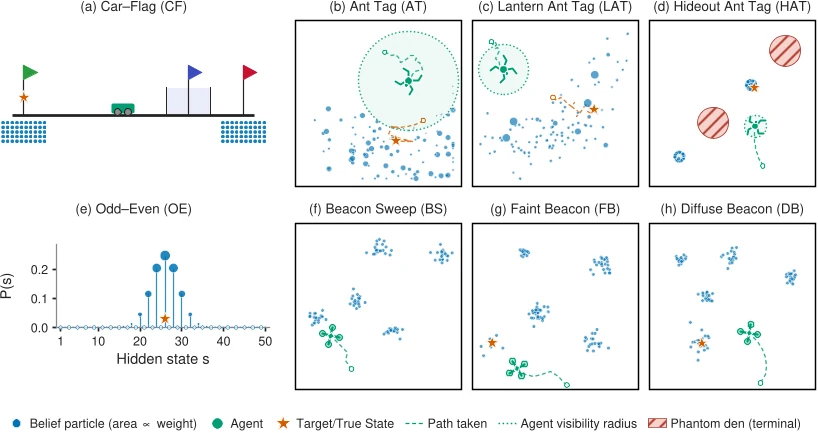 (a) Car–Flag (CF)
(b) Ant Tag (AT)
(c) Lantern Ant Tag (LAT)
(d) Hideout Ant Tag (HAT)
(e) Odd–Even (OE)
P(s)
0.2
0.1
0.0
1 10 20 30 40 50
Hidden state s
(f) Beacon Sweep (BS)
(g) Faint Beacon (FB)
(h) Diffuse Beacon (DB)
Belief particle (area ∝ weight) Agent Target/True State Path taken Agent visibility radius Phantom den (terminal)